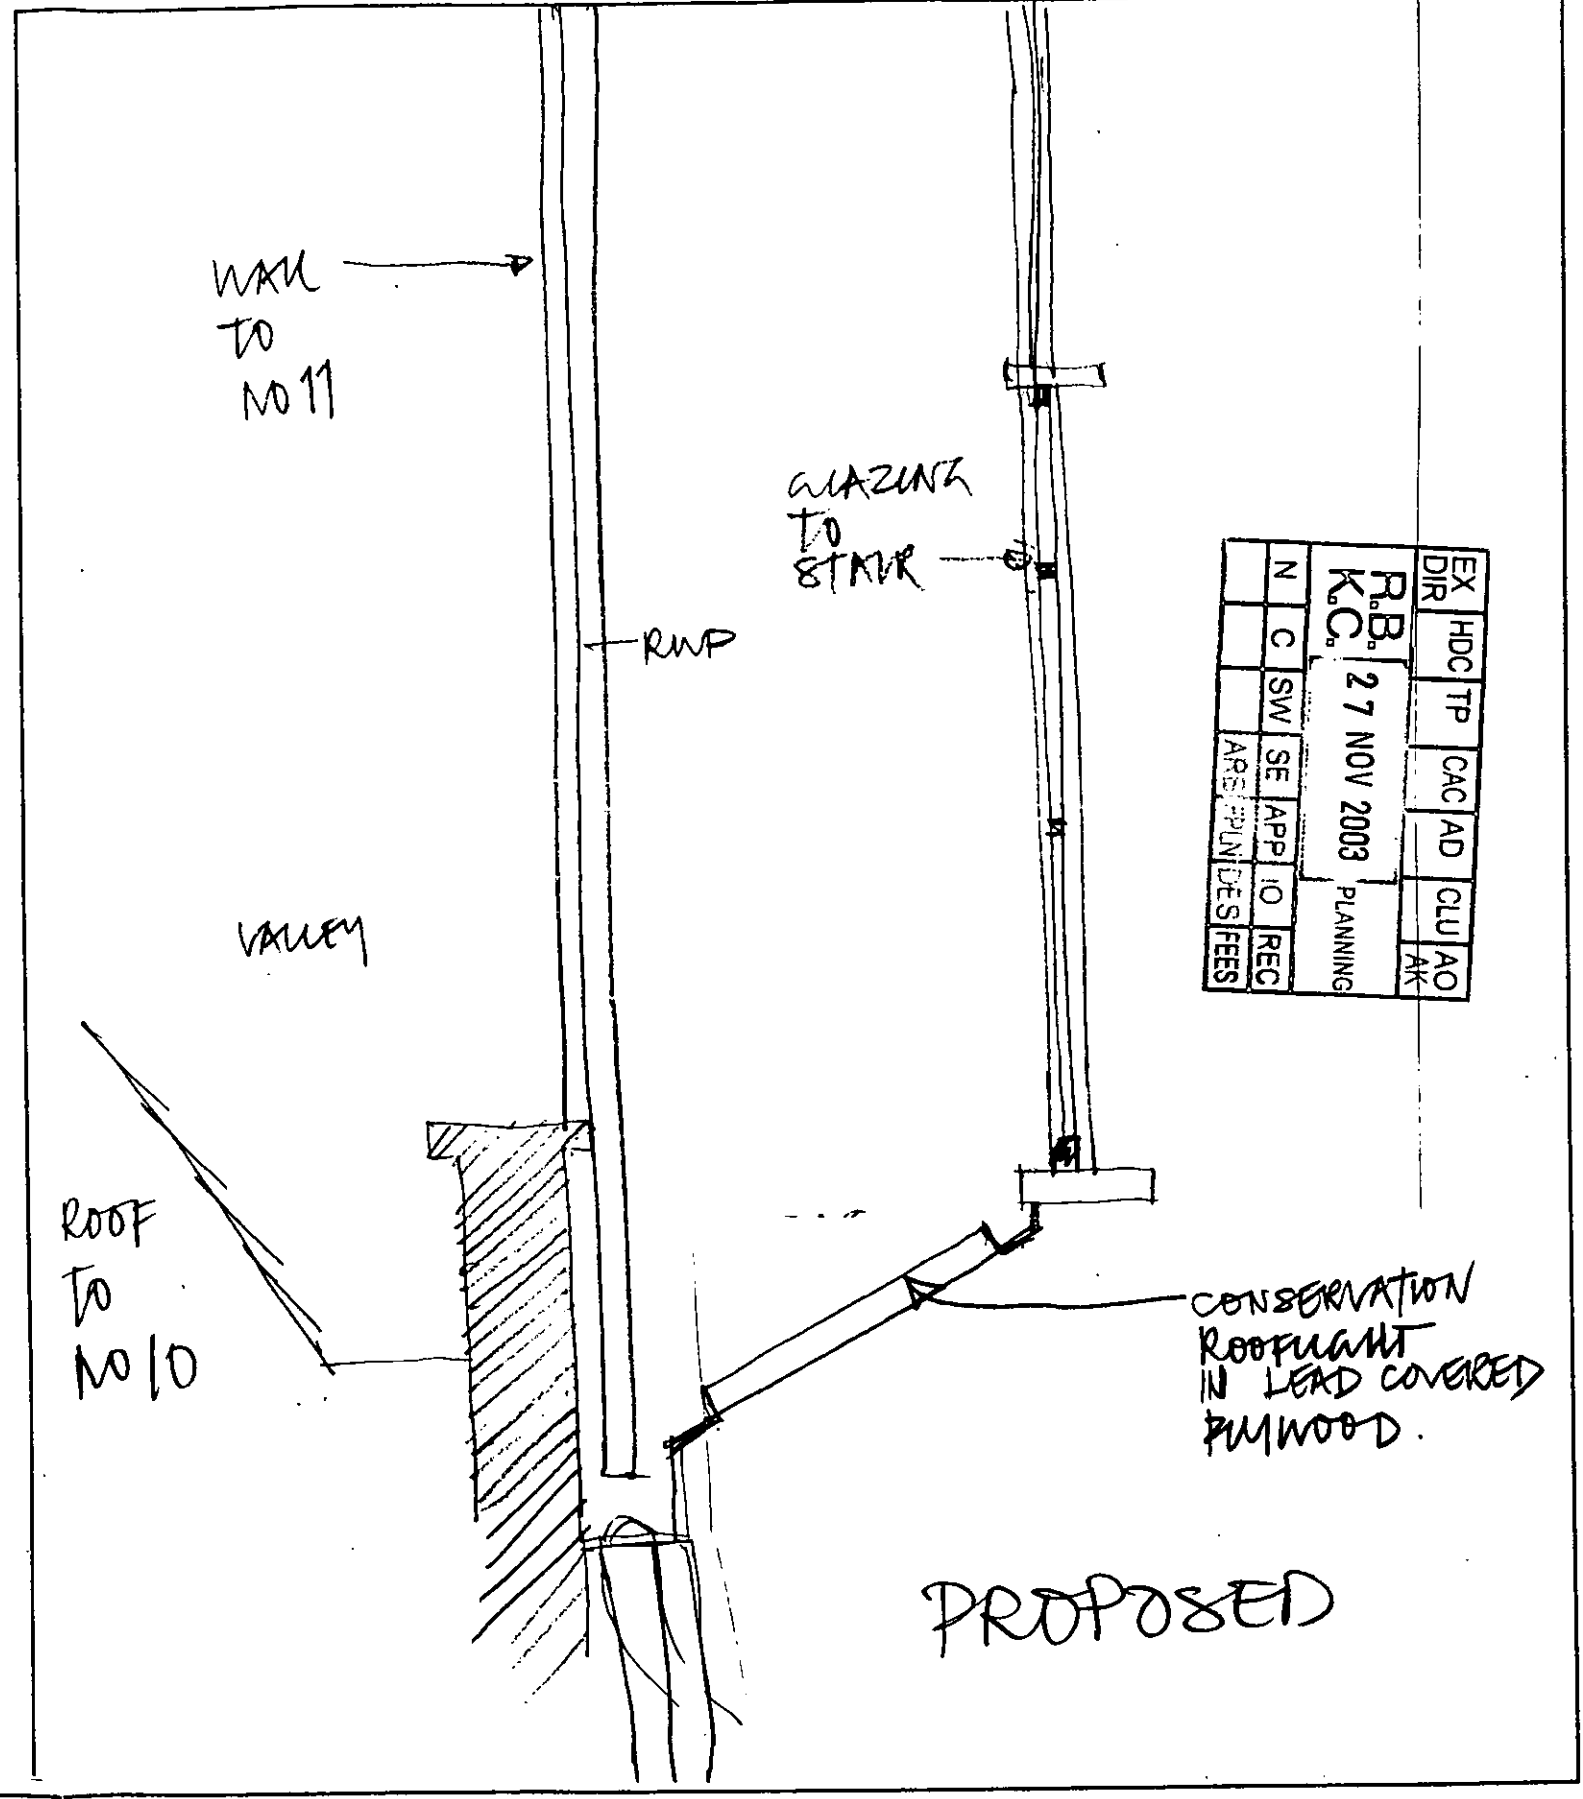 WALL
TO
NO 11
GLAZING
TO
STAIR
RWP
VALLEY
ROOF
TO
NO 10
CONSERVATION
ROOFLIGHT
IN LEAD COVERED
PLYWOOD.
PROPOSED
EX DIR HDC TP CAC AD CLU AO AK
R.B. K.C. 27 NOV 2003 PLANNING
N C SW SE APP IO REC
ARB FPLN DES FEES